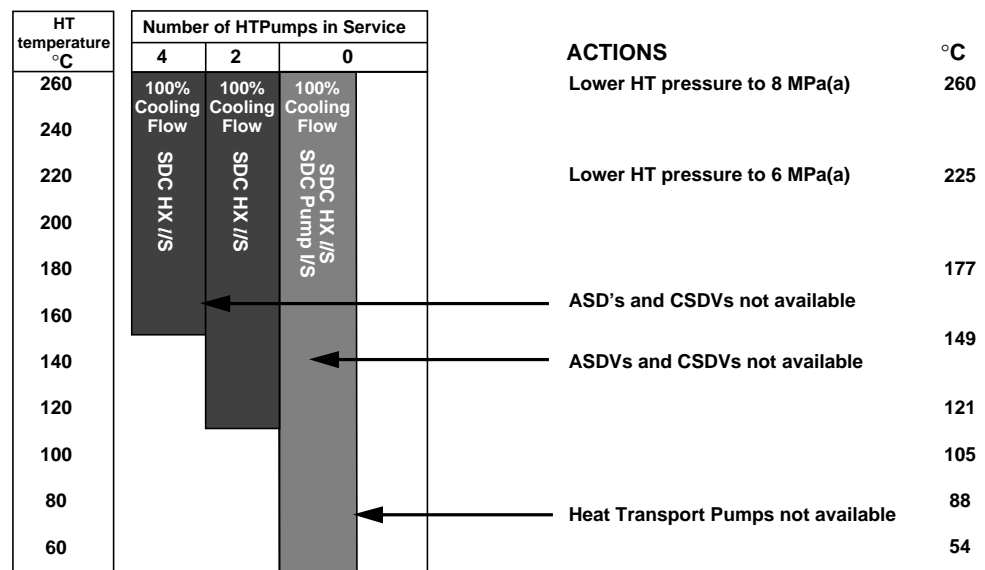 HT
temperature
°C
260
240
220
200
180
160
140
120
100
80
60
Number of HTPumps in Service
4
2
0
100%
Cooling
Flow
SDC HX I/S
100%
Cooling
Flow
SDC HX I/S
100%
Cooling
Flow
SDC HX I/S
SDC Pump I/S
ACTIONS
°C
Lower HT pressure to 8 MPa(a)
260
Lower HT pressure to 6 MPa(a)
225
177
ASD's and CSDVs not available
149
ASDVs and CSDVs not available
121
105
88
Heat Transport Pumps not available
54